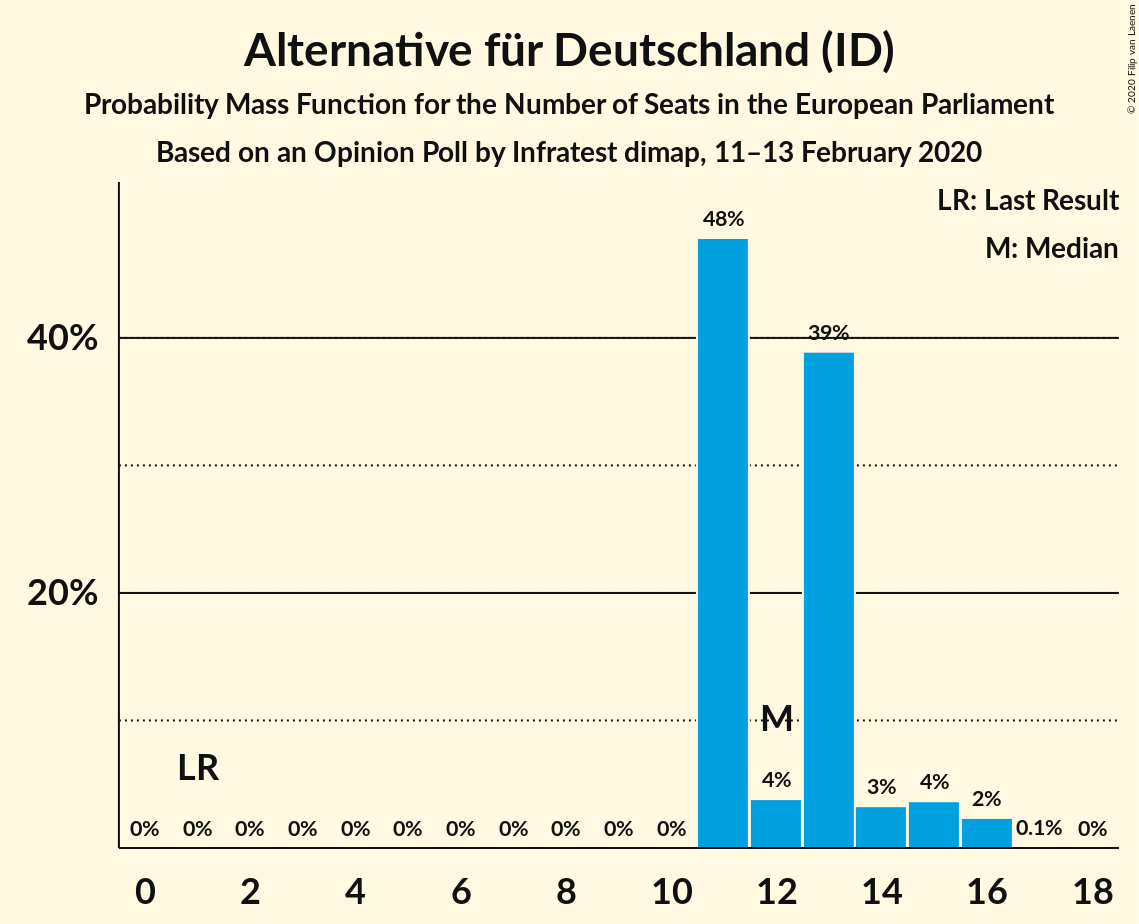 Alternative für Deutschland (ID)
Probability Mass Function for the Number of Seats in the European Parliament
Based on an Opinion Poll by Infratest dimap, 11–13 February 2020
© 2020 Filip van Laenen
LR: Last Result
M: Median
48%
40%
39%
20%
M
LR
0% 0% 0% 0% 0% 0% 0% 0% 0% 0% 0% 4% 3% 4% 2% 0.1% 0%
0 2 4 6 8 10 12 14 16 18